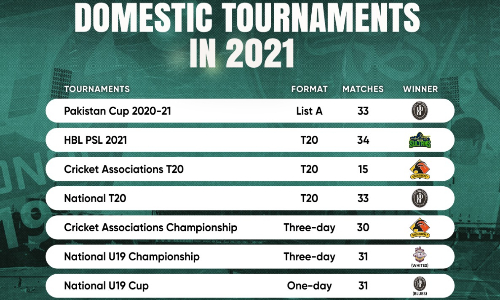 DOMESTIC TOURNAMENTS
IN 2021
TOURNAMENTS FORMAT MATCHES WINNER
Pakistan Cup 2020-21 List A 33
HBL PSL 2021 T20 34
Cricket Associations T20 T20 15
National T20 T20 33
Cricket Associations Championship Three-day 30
National U19 Championship Three-day 31 (WHITES)
National U19 Cup One-day 31 (BLUES)